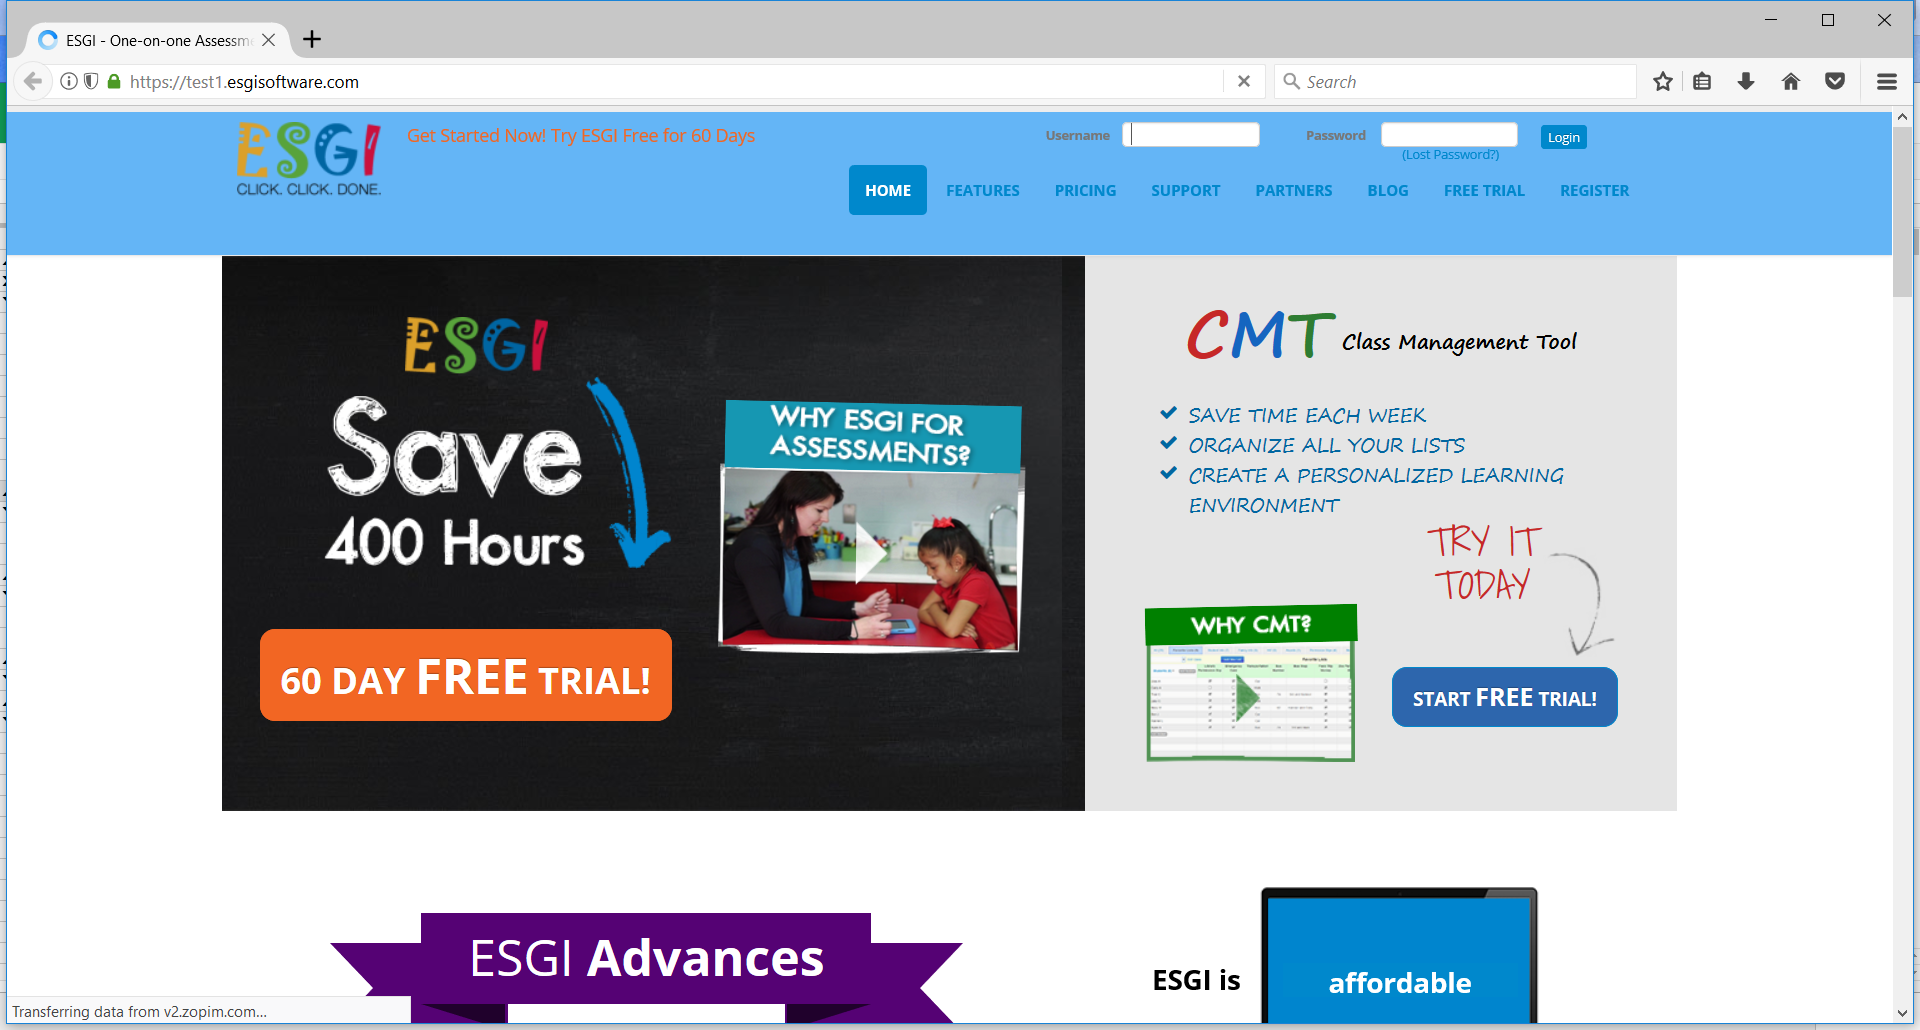 ESGI - One-on-one Assessm
https://test1.esgisoftware.com
Search
ESGI
CLICK. CLICK. DONE.
Get Started Now! Try ESGI Free for 60 Days
Username
Password
Login
(Lost Password?)
HOME FEATURES PRICING SUPPORT PARTNERS BLOG FREE TRIAL REGISTER
ESGI
Save
400 Hours
60 DAY FREE TRIAL!
WHY ESGI FOR
ASSESSMENTS?
CMT Class Management Tool
SAVE TIME EACH WEEK
ORGANIZE ALL YOUR LISTS
CREATE A PERSONALIZED LEARNING
ENVIRONMENT
TRY IT
TODAY
WHY CMT?
START FREE TRIAL!
ESGI Advances
ESGI is
affordable
Transferring data from v2.zopim.com...